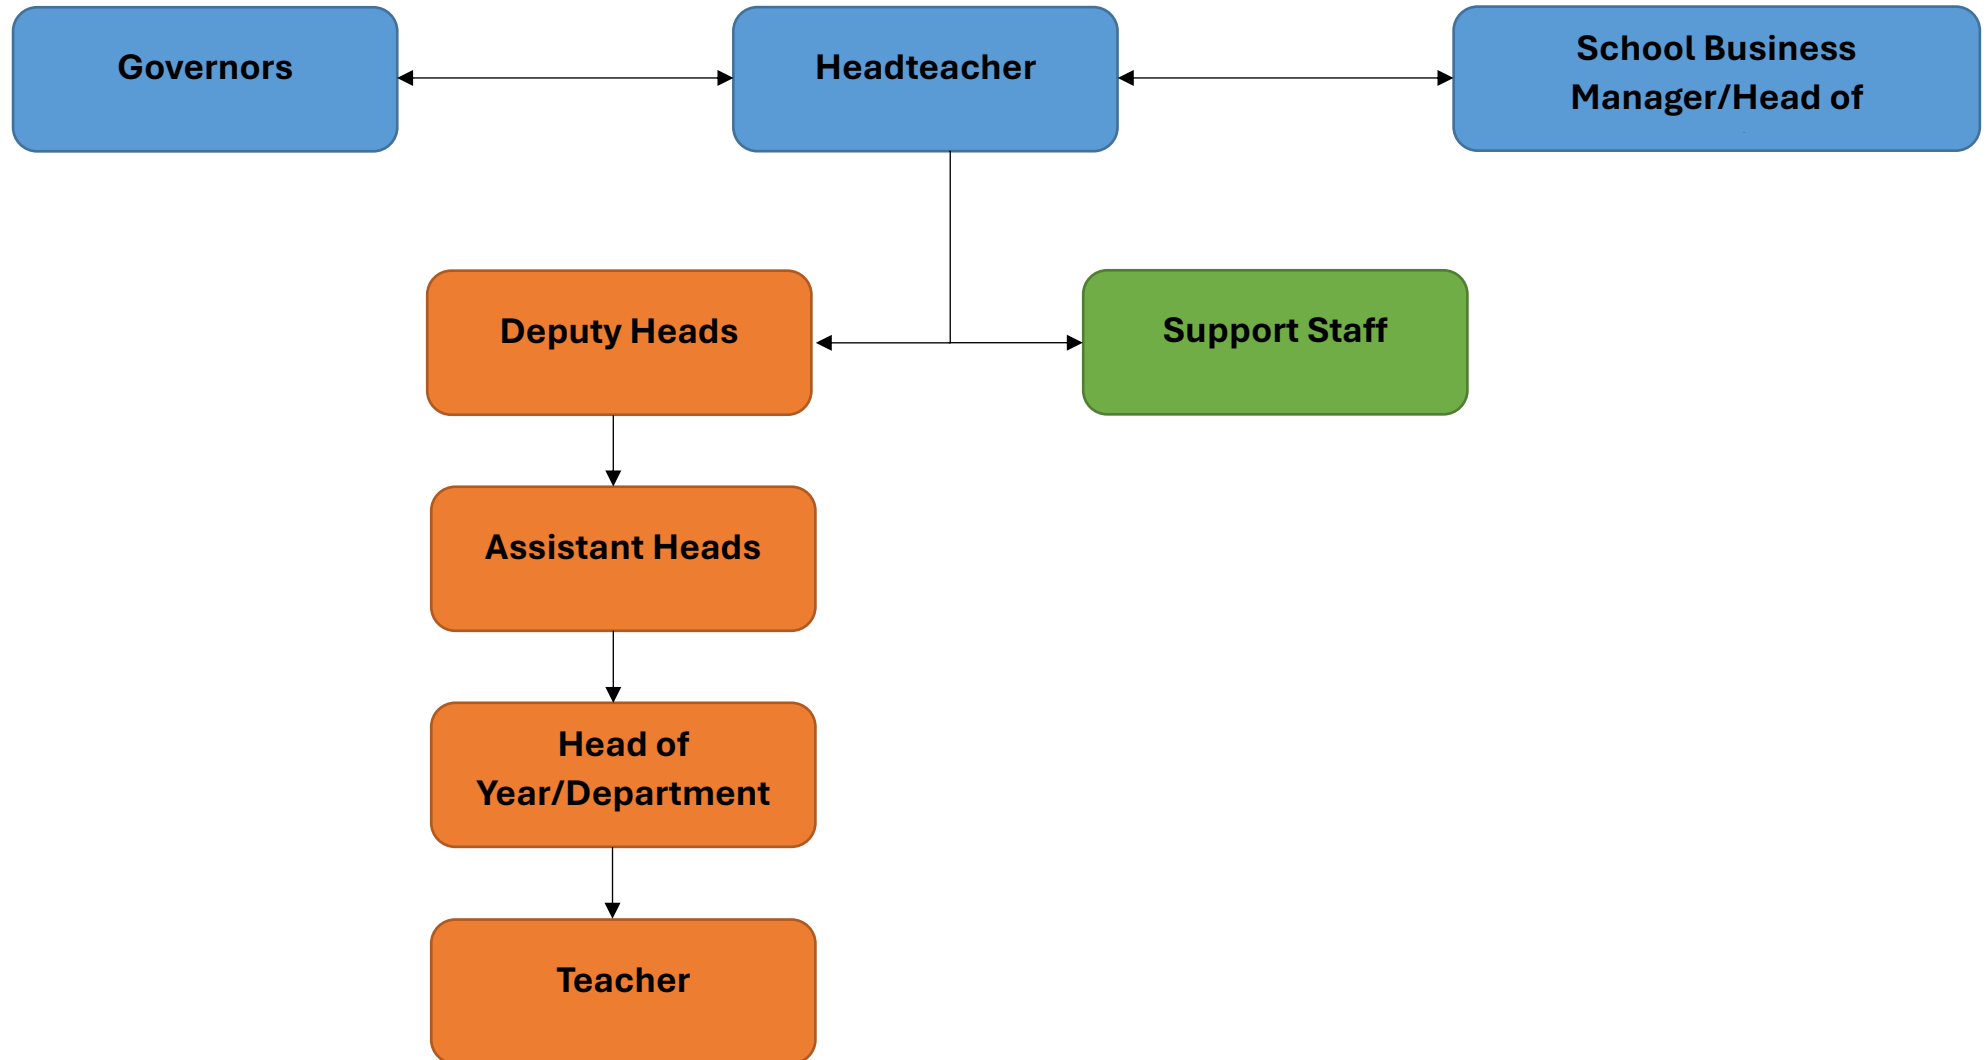 Governors
Headteacher
School Business
Manager/Head of
Deputy Heads
Support Staff
Assistant Heads
Head of
Year/Department
Teacher